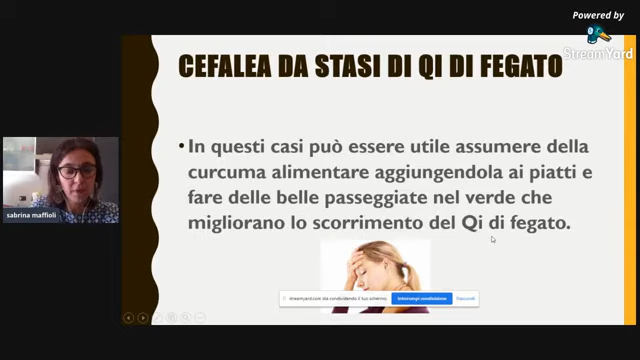 Powered by
StreamYard
CEFALEA DA STASI DI QI DI FEGATO
• In questi casi può essere utile assumere della
curcuma alimentare aggiungendola ai piatti e
fare delle belle passeggiate nel verde che
migliorano lo scorrimento del Qi di fegato.
sabrina maffioli
streamyard.com sta condividendo il tuo schermo.
Interrompi condivisione
Nascondi